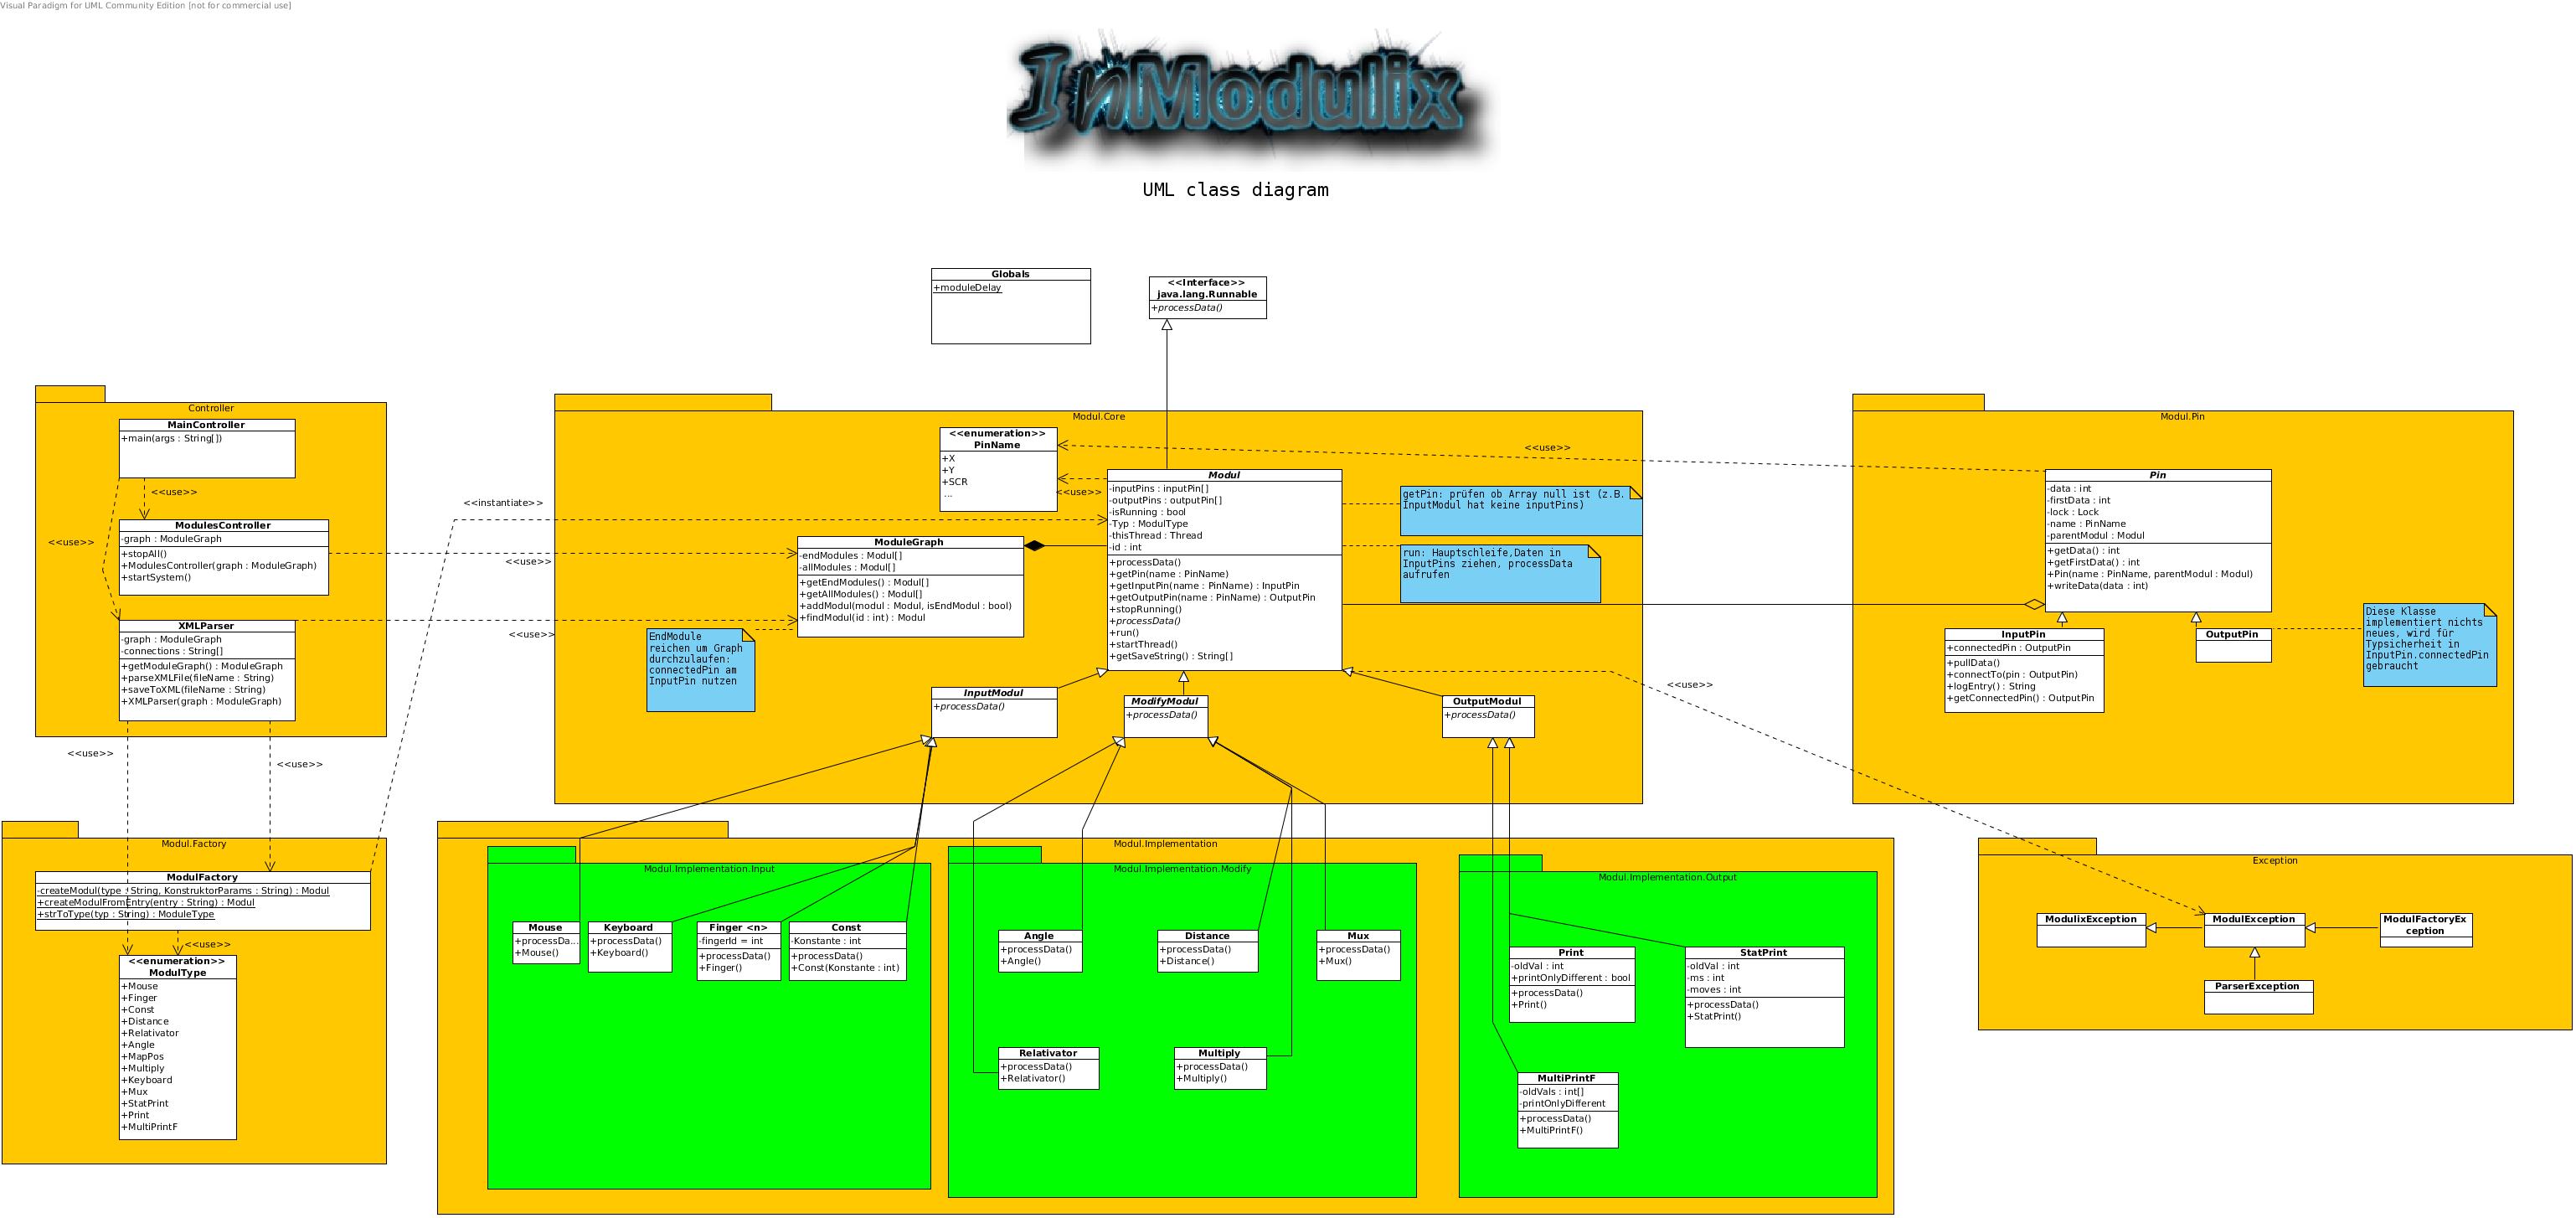 Visual Paradigm for UML Community Edition [not for commercial use]
InModulix
UML class diagram
Globals
+moduleDelay
<<Interface>>
java.lang.Runnable
+processData()
Controller
MainController
+main(args : String[])
<<use>>
<<use>>
ModulesController
-graph : ModuleGraph
+stopAll()
+ModulesController(graph : ModuleGraph)
+startSystem()
XMLParser
-graph : ModuleGraph
-connections : String[]
+getModuleGraph() : ModuleGraph
+parseXMLFile(fileName : String)
+saveToXML(fileName : String)
+XMLParser(graph : ModuleGraph)
<<use>>
<<use>>
<<instantiate>>
<<use>>
<<use>>
Modul.Core
<<enumeration>>
PinName
+X
+Y
+SCR
...
<<use>>
<<use>>
Modul
-inputPins : inputPin[]
-outputPins : outputPin[]
-isRunning : bool
-Typ : ModulType
-thisThread : Thread
-id : int
+processData()
+getPin(name : PinName)
+getInputPin(name : PinName) : InputPin
+getOutputPin(name : PinName) : OutputPin
+stopRunning()
+processData()
+run()
+startThread()
+getSaveString() : String[]
getPin: prüfen ob Array null ist (z.B.
InputModul hat keine inputPins)
run: Hauptschleife,Daten in
InputPins ziehen, processData
aufrufen
ModuleGraph
-endModules : Modul[]
-allModules : Modul[]
+getEndModules() : Modul[]
+getAllModules() : Modul[]
+addModul(modul : Modul, isEndModul : bool)
+findModul(id : int) : Modul
EndModule
reichen um Graph
durchzulaufen:
connectedPin am
InputPin nutzen
InputModul
+processData()
ModifyModul
+processData()
OutputModul
+processData()
<<use>>
Modul.Pin
Pin
-data : int
-firstData : int
-lock : Lock
-name : PinName
-parentModul : Modul
+getData() : int
+getFirstData() : int
+Pin(name : PinName, parentModul : Modul)
+writeData(data : int)
InputPin
+connectedPin : OutputPin
+pullData()
+connectTo(pin : OutputPin)
+logEntry() : String
+getConnectedPin() : OutputPin
OutputPin
Diese Klasse
implementiert nichts
neues, wird für
Typsicherheit in
InputPin.connectedPin
gebraucht
Modul.Factory
ModulFactory
-createModul(type : String, KonstruktorParams : String) : Modul
+createModulFromEntry(entry : String) : Modul
+strToType(typ : String) : ModuleType
<<use>>
<<enumeration>>
ModulType
+Mouse
+Finger
+Const
+Distance
+Relativator
+Angle
+MapPos
+Multiply
+Keyboard
+Mux
+StatPrint
+Print
+MultiPrintF
Modul.Implementation
Modul.Implementation.Input
Mouse
+processDa...
+Mouse()
Keyboard
+processData()
+Keyboard()
Finger <n>
-fingerId = int
+processData()
+Finger()
Const
-Konstante : int
+processData()
+Const(Konstante : int)
Modul.Implementation.Modify
Angle
+processData()
+Angle()
Distance
+processData()
+Distance()
Mux
+processData()
+Mux()
Relativator
+processData()
+Relativator()
Multiply
+processData()
+Multiply()
Modul.Implementation.Output
Print
-oldVal : int
+printOnlyDifferent : bool
+processData()
+Print()
StatPrint
-oldVal : int
-ms : int
-moves : int
+processData()
+StatPrint()
MultiPrintF
-oldVals : int[]
-printOnlyDifferent
+processData()
+MultiPrintF()
Exception
ModulixException
ModulException
ModulFactoryEx
ception
ParserException